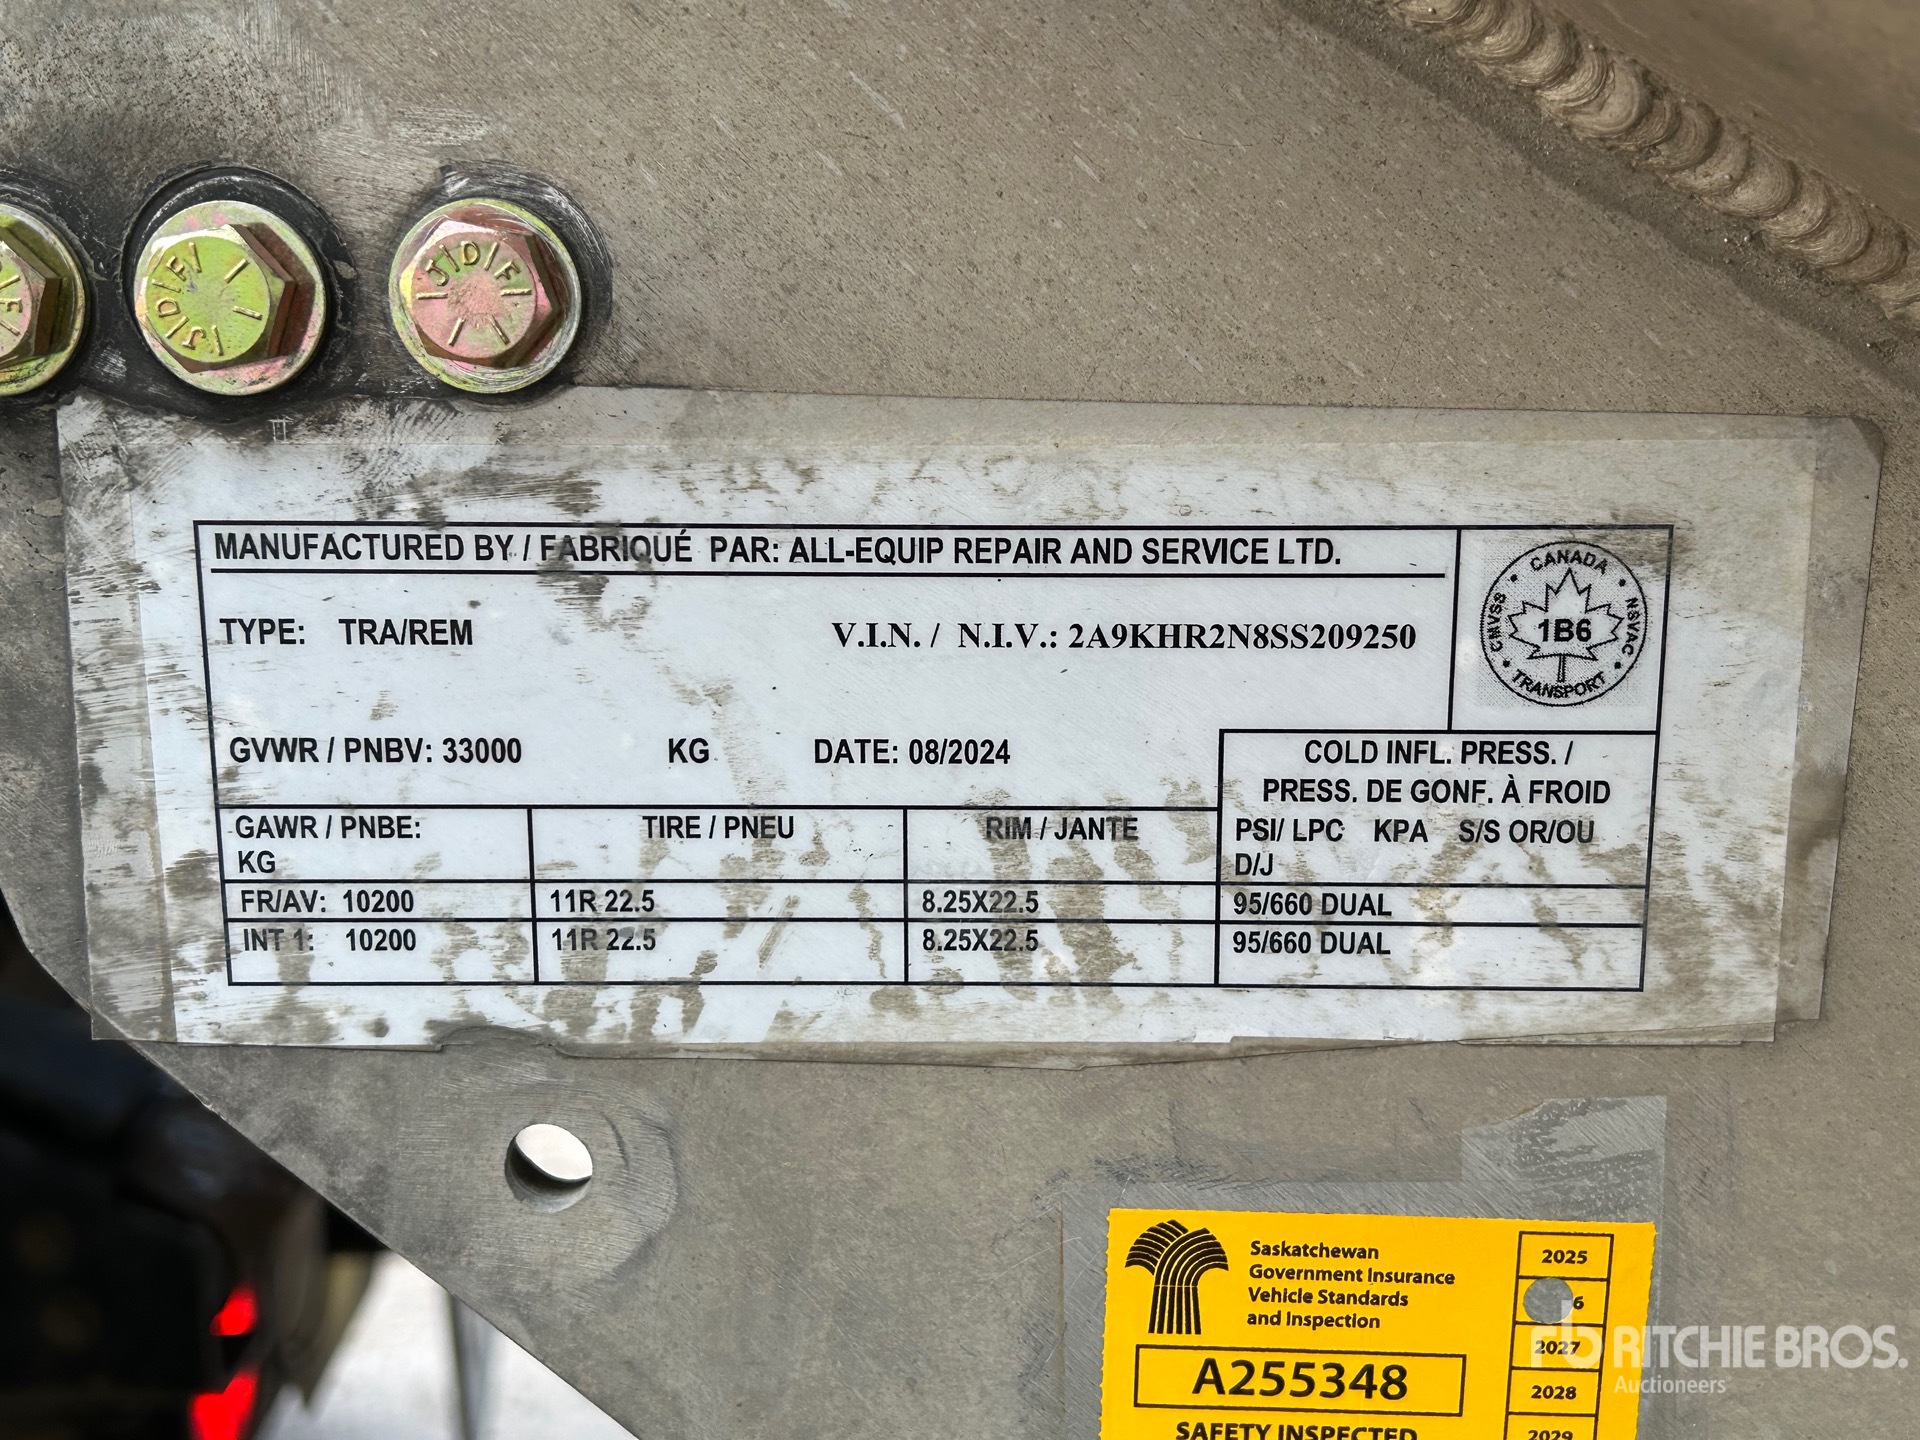 J/D/F/
J/D/F/
MANUFACTURED BY / FABRIQUÉ PAR: ALL-EQUIP REPAIR AND SERVICE LTD.
CANADA
CMVSS
NSVAC
1B6
TRANSPORT
TYPE: TRA/REM V.I.N. / N.I.V.: 2A9KHR2N8SS209250
GVWR / PNBV: 33000 KG DATE: 08/2024
COLD INFL. PRESS. /
PRESS. DE GONF. À FROID
GAWR / PNBE: TIRE / PNEU RIM / JANTE PSI/ LPC KPA S/S OR/OU
KG D/J
FR/AV: 10200 11R 22.5 8.25X22.5 95/660 DUAL
INT 1: 10200 11R 22.5 8.25X22.5 95/660 DUAL
Saskatchewan
Government Insurance
Vehicle Standards
and Inspection
A255348
SAFETY INSPECTED
2025
6
2027
2028
2029
rb RITCHIE BROS.
Auctioneers